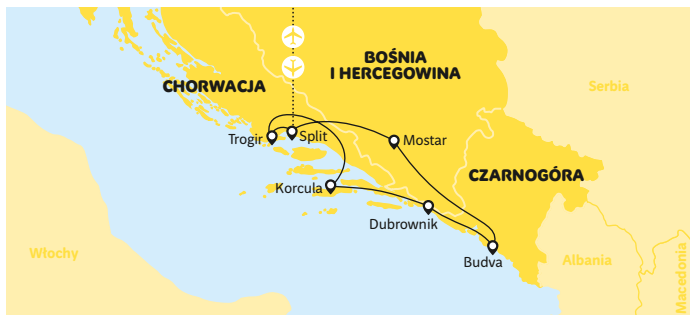 BOŚNIA
I HERCEGOWINA
CHORWACJA
Serbia
Trogir
Split
Mostar
CZARNOGÓRA
Korcula
Dubrownik
Włochy
Budva
Albania
Macedonia